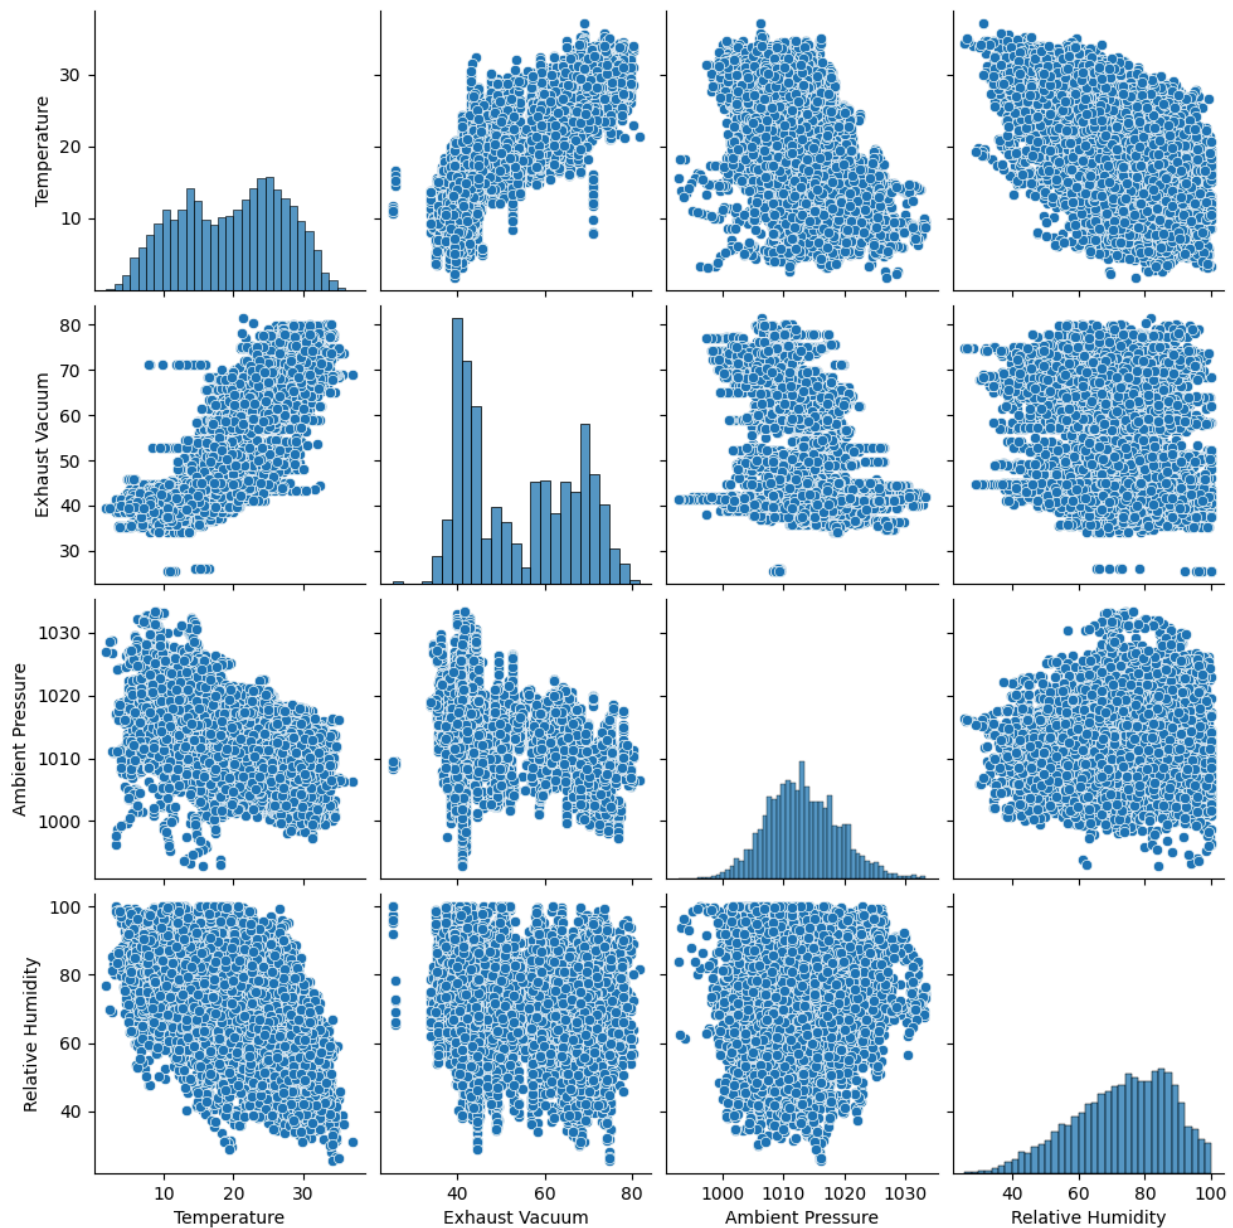 30
20
10
Temperature
80
70
60
50
40
30
Exhaust Vacuum
1030
1020
1010
1000
Ambient Pressure
100
80
60
40
Relative Humidity
10 20 30 40 60 80 1000 1010 1020 1030 40 60 80 100
Temperature Exhaust Vacuum Ambient Pressure Relative Humidity